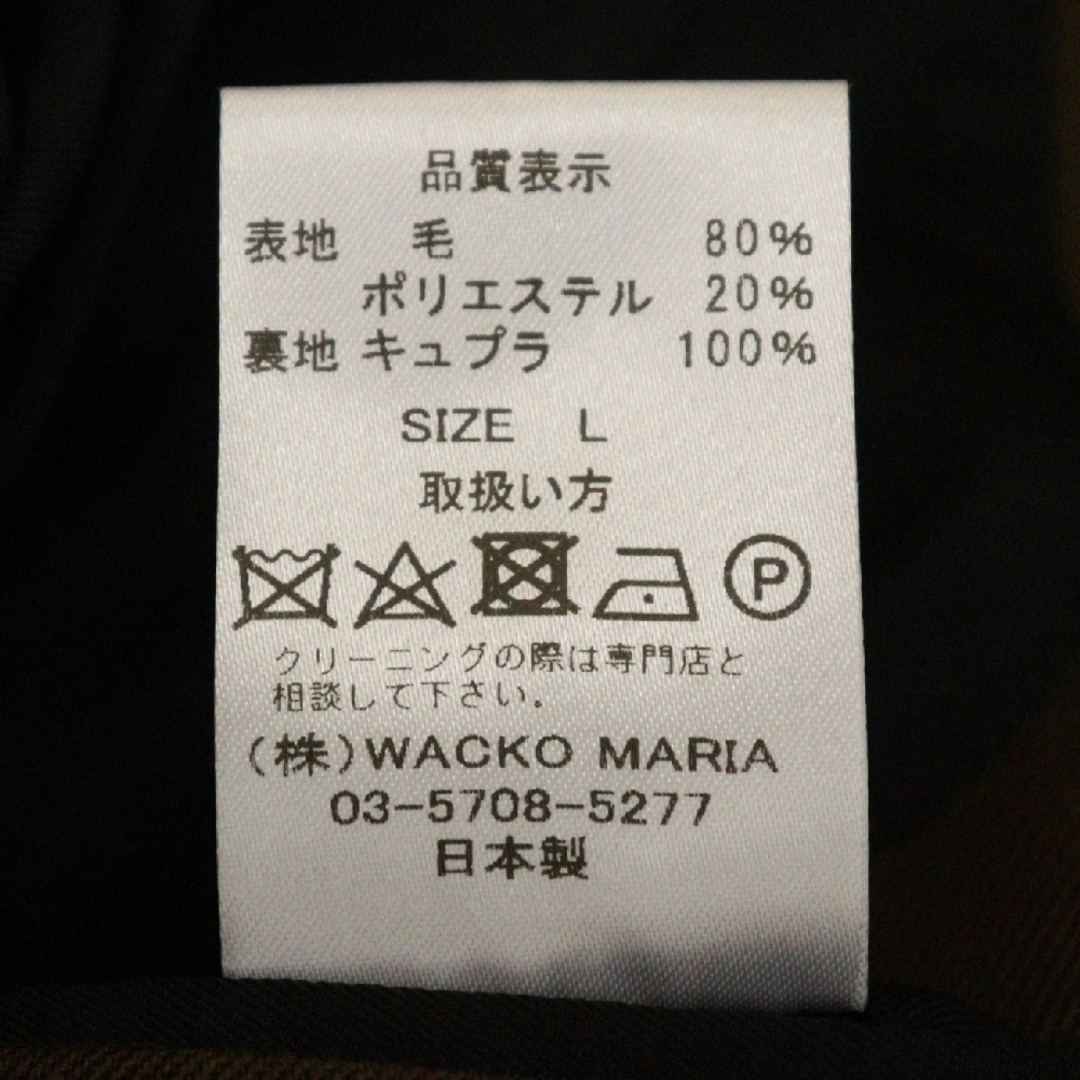 品質表示
表地 毛 80%
ポリエステル 20%
裏地 キュプラ 100%
SIZE L
取扱い方
P
クリーニングの際は専門店と
相談して下さい.
(株)WACKO MARIA
03-5708-5277
日本製